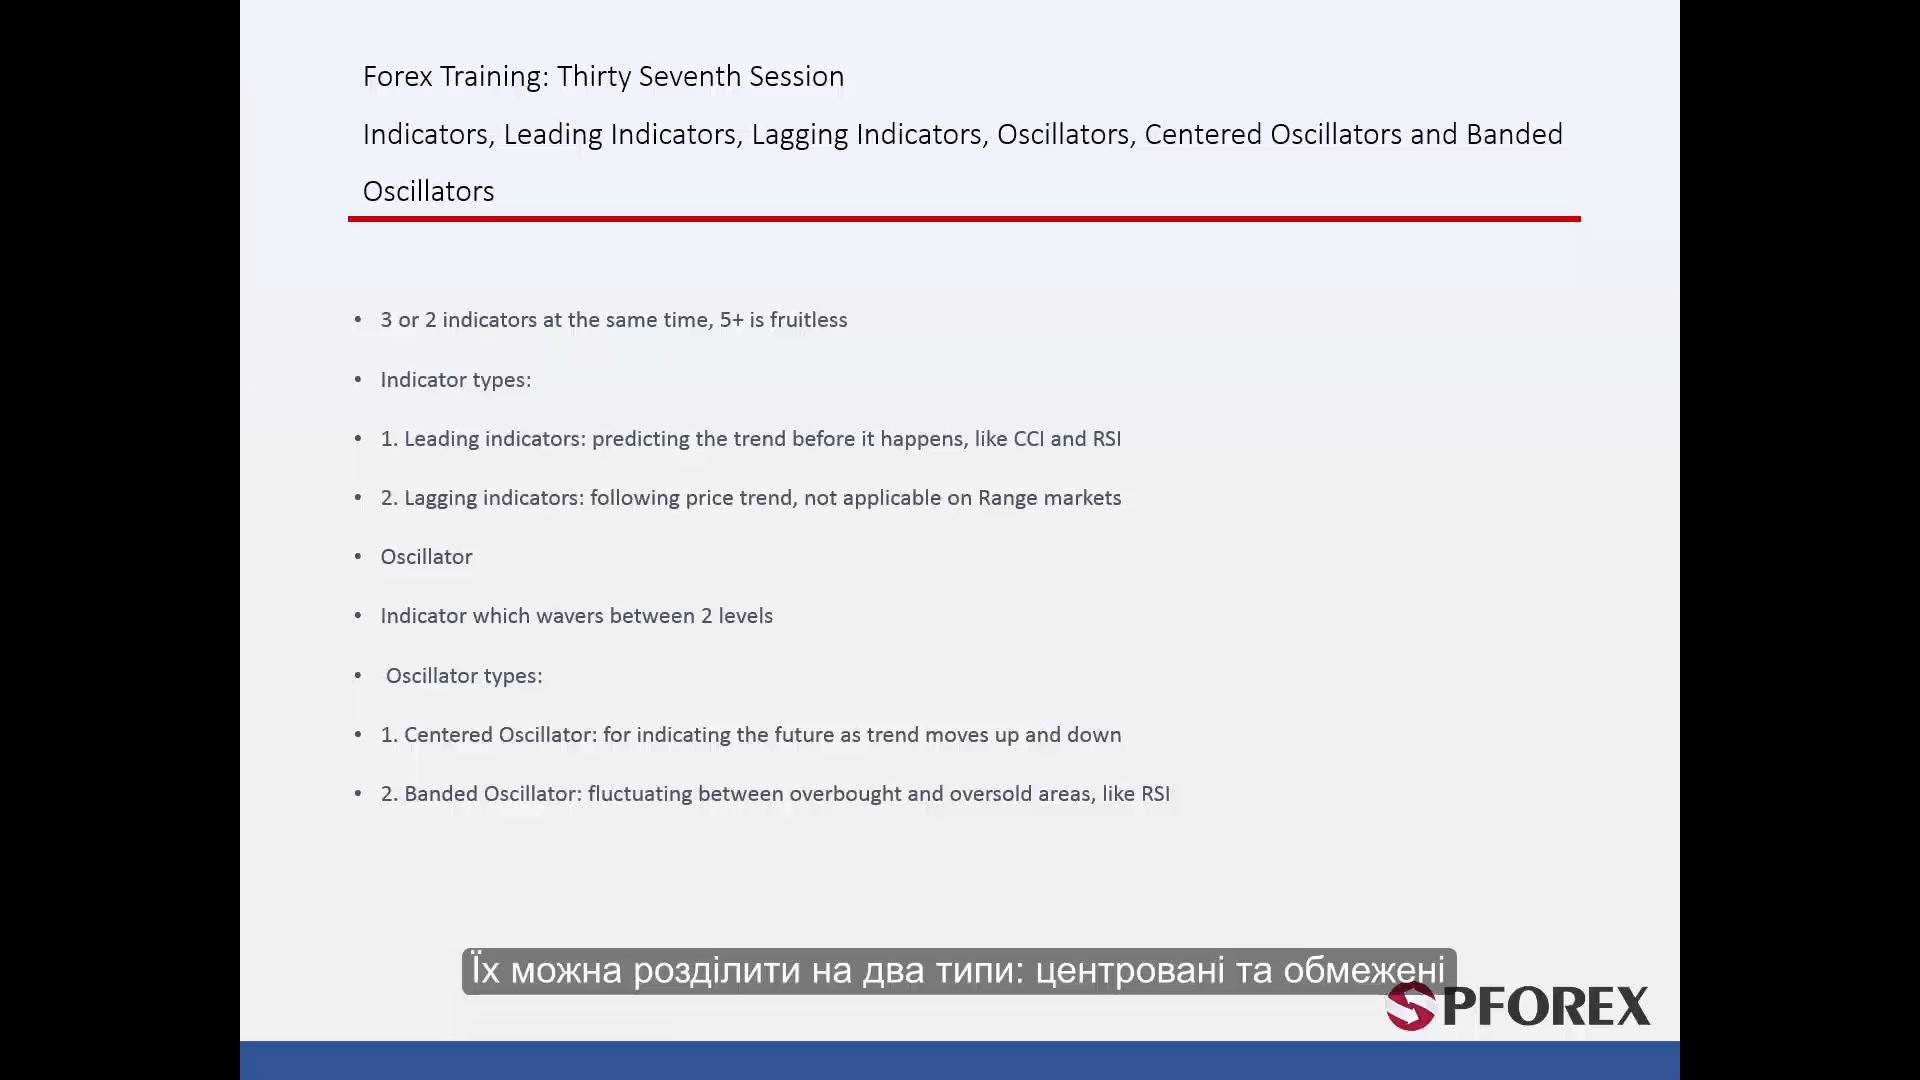 Forex Training: Thirty Seventh Session
Indicators, Leading Indicators, Lagging Indicators, Oscillators, Centered Oscillators and Banded
Oscillators
• 3 or 2 indicators at the same time, 5+ is fruitless
• Indicator types:
• 1. Leading indicators: predicting the trend before it happens, like CCI and RSI
• 2. Lagging indicators: following price trend, not applicable on Range markets
• Oscillator
• Indicator which wavers between 2 levels
• Oscillator types:
• 1. Centered Oscillator: for indicating the future as trend moves up and down
• 2. Banded Oscillator: fluctuating between overbought and oversold areas, like RSI
Їх можна розділити на два типи: центровані та обмежені
SPFOREX